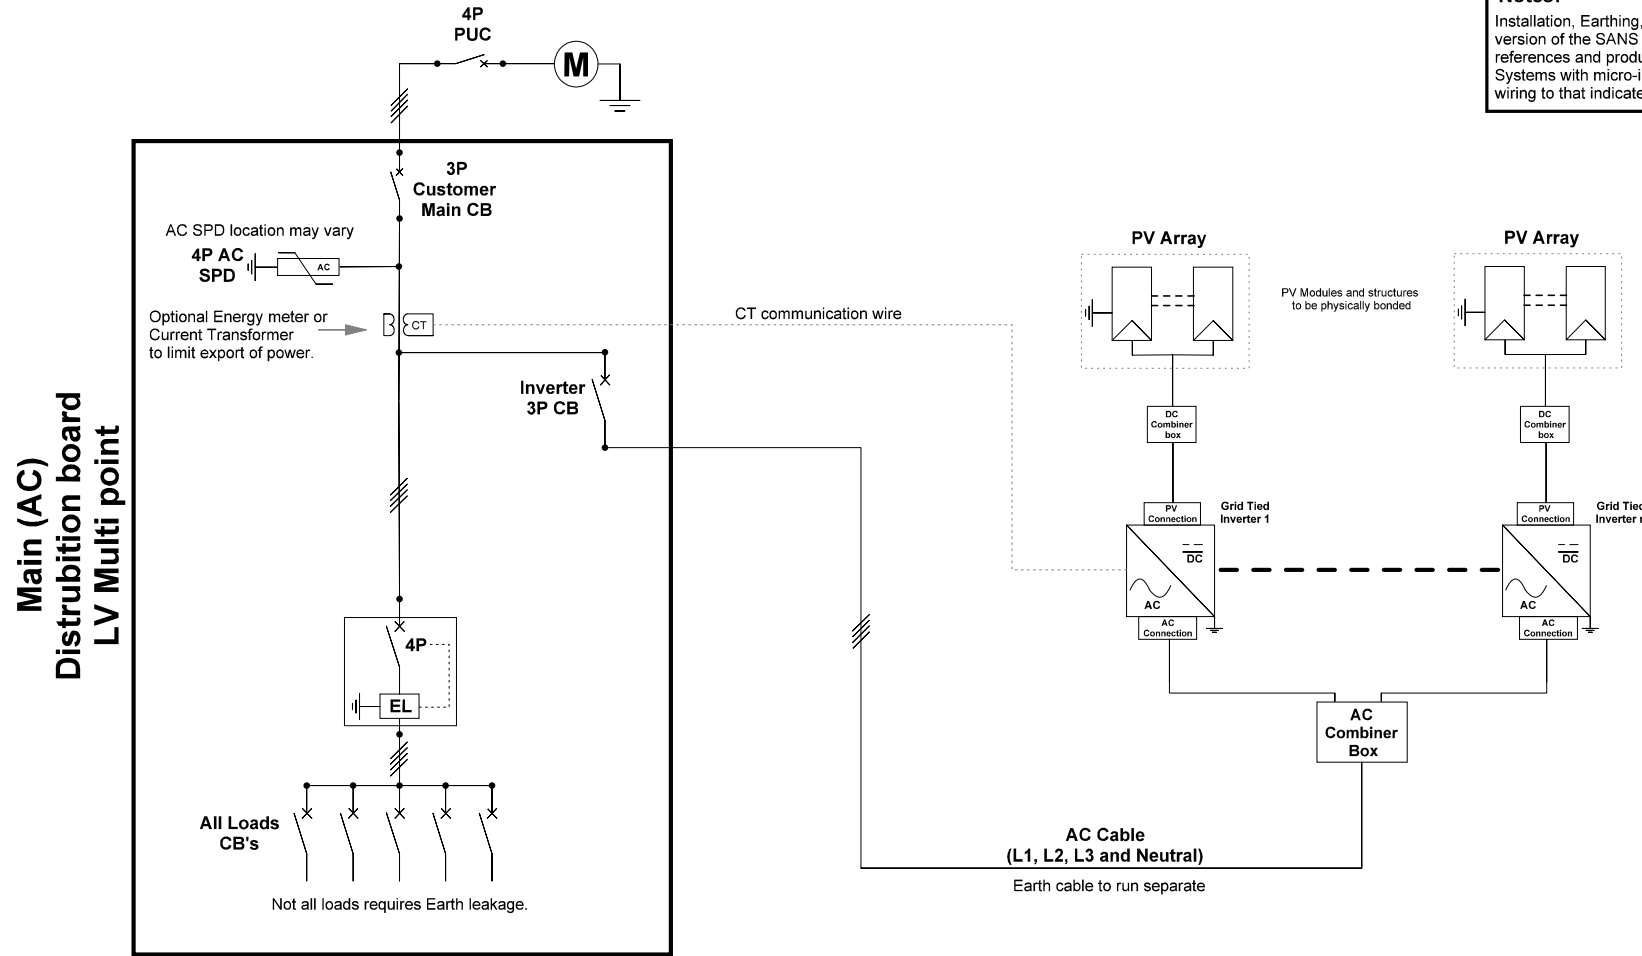 4P
PUC
M
Notes:
Installation, Earthing,
version of the SANS
references and produ
Systems with micro-i
wiring to that indicate
3P
Customer
Main CB
AC SPD location may vary
4P AC
SPD
AC
Optional Energy meter or
Current Transformer
to limit export of power.
CT
CT communication wire
Inverter
3P CB
Main (AC)
Distrubition board
LV Multi point
4P
EL
All Loads
CB's
Not all loads requires Earth leakage.
PV Array
PV Modules and structures
to be physically bonded
PV Array
DC
Combiner
box
DC
Combiner
box
PV
Connection
Grid Tied
Inverter 1
DC
AC
AC
Connection
PV
Connection
Grid Tied
Inverter
DC
AC
AC
Connection
AC
Combiner
Box
AC Cable
(L1, L2, L3 and Neutral)
Earth cable to run separate